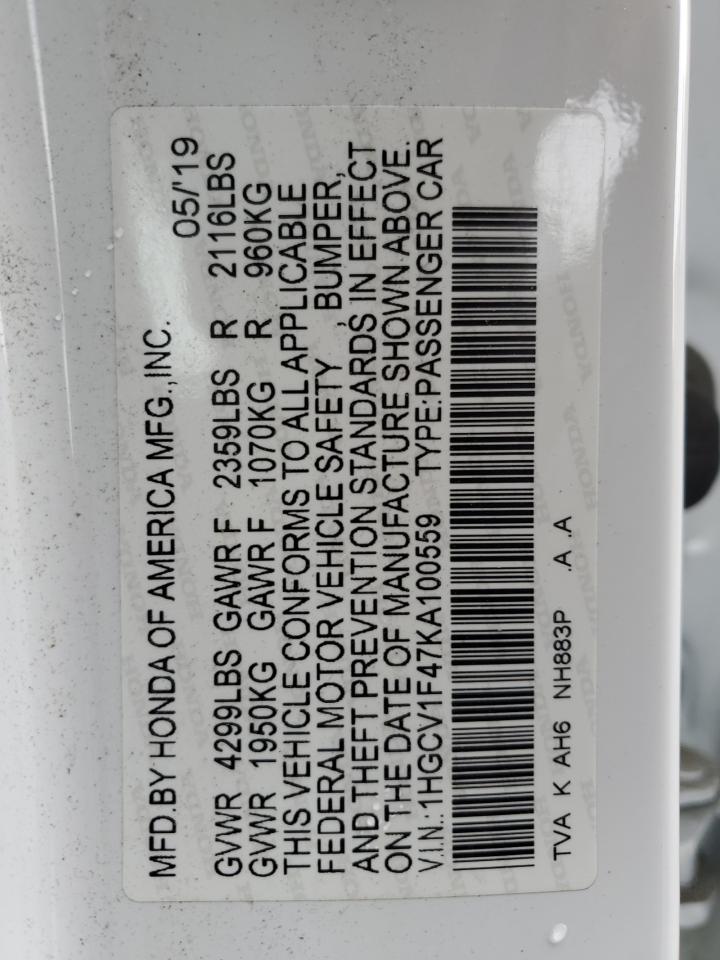 MFD.BY HONDA OF AMERICA MFG.,INC. 05/'19
GVWR 4299LBS GAWR F 2359LBS R 2116LBS
GVWR 1950KG GAWR F 1070KG R 960KG
THIS VEHICLE CONFORMS TO ALL APPLICABLE
FEDERAL MOTOR VEHICLE SAFETY , BUMPER,
AND THEFT PREVENTION STANDARDS IN EFFECT
ON THE DATE OF MANUFACTURE SHOWN ABOVE.
V.I.N.:1HGCV1F47KA100559 TYPE:PASSENGER CAR
TVA K AH6 NH883P .A .A